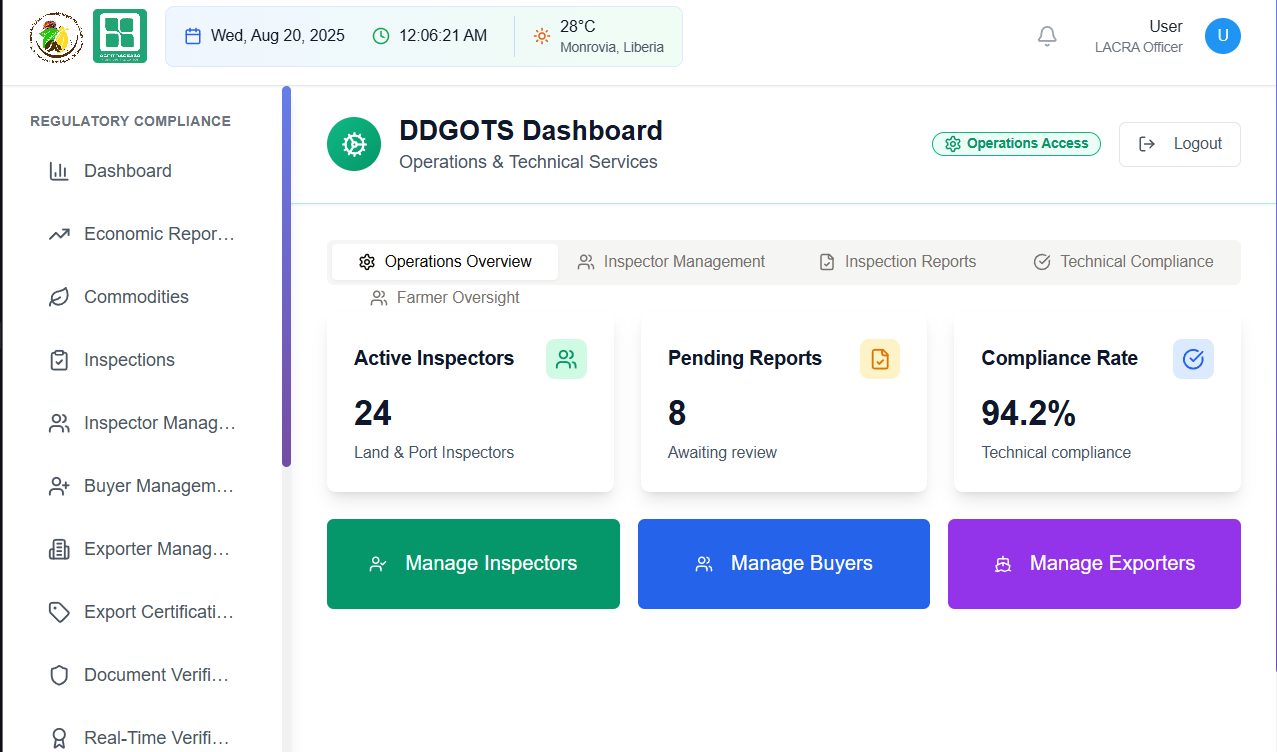 Wed, Aug 20, 2025
12:06:21 AM
28°C
Monrovia, Liberia
User
LACRA Officer
U
REGULATORY COMPLIANCE
Dashboard
Economic Repor…
Commodities
Inspections
Inspector Manag…
Buyer Managem…
Exporter Manag…
Export Certificati…
Document Verifi…
Real-Time Verifi…
DDGOTS Dashboard
Operations & Technical Services
Operations Access
Logout
Operations Overview
Inspector Management
Inspection Reports
Technical Compliance
Farmer Oversight
Active Inspectors
24
Land & Port Inspectors
Pending Reports
8
Awaiting review
Compliance Rate
94.2%
Technical compliance
Manage Inspectors
Manage Buyers
Manage Exporters